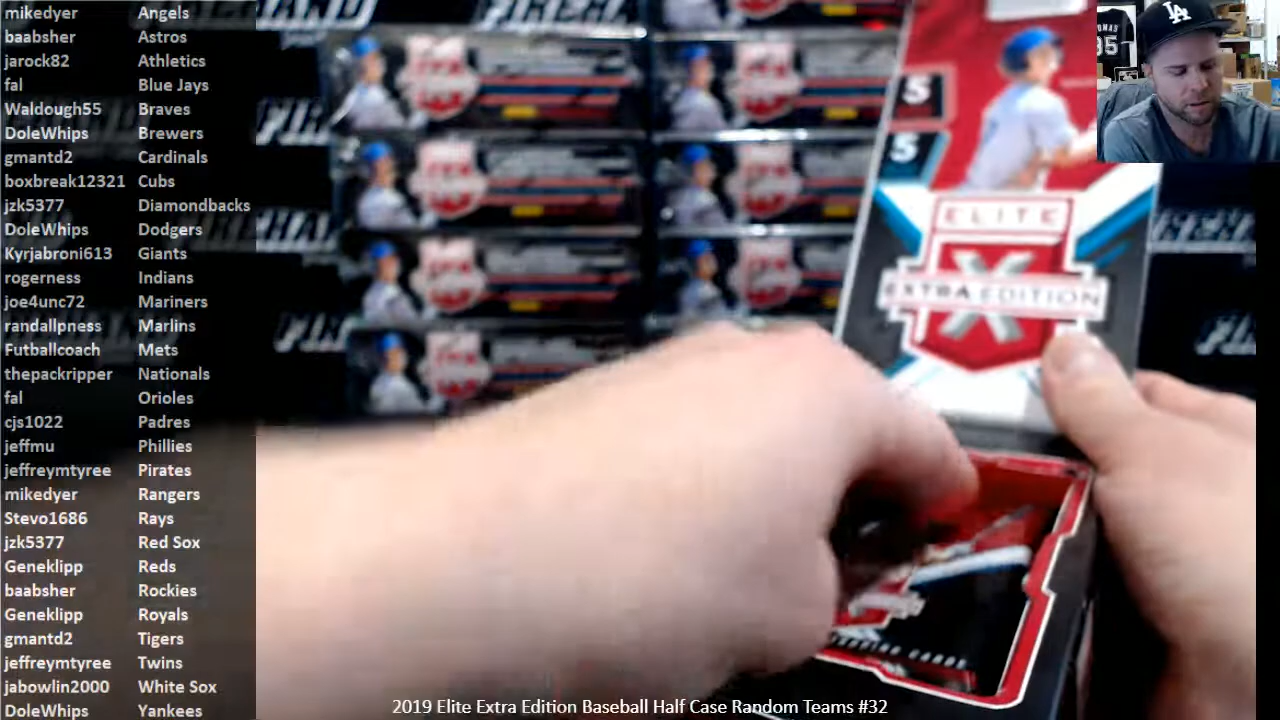 mikedyer Angels
baabsher Astros
jarock82 Athletics
fal Blue Jays
Waldough55 Braves
DoleWhips Brewers
gmantd2 Cardinals
boxbreak12321 Cubs
jzk5377 Diamondbacks
DoleWhips Dodgers
Kyrjabroni613 Giants
rogerness Indians
joe4unc72 Mariners
randallpness Marlins
Futballcoach Mets
thepackripper Nationals
fal Orioles
cjs1022 Padres
jeffmu Phillies
jeffreymtyree Pirates
mikedyer Rangers
Stevo1686 Rays
jzk5377 Red Sox
Geneklipp Reds
baabsher Rockies
Geneklipp Royals
gmantd2 Tigers
jeffreymtyree Twins
jabowlin2000 White Sox
DoleWhips Yankees
LA
5
5
ELITE
X
EXTRA EDITION
CARDS
2019 Elite Extra Edition Baseball Half Case Random Teams #32